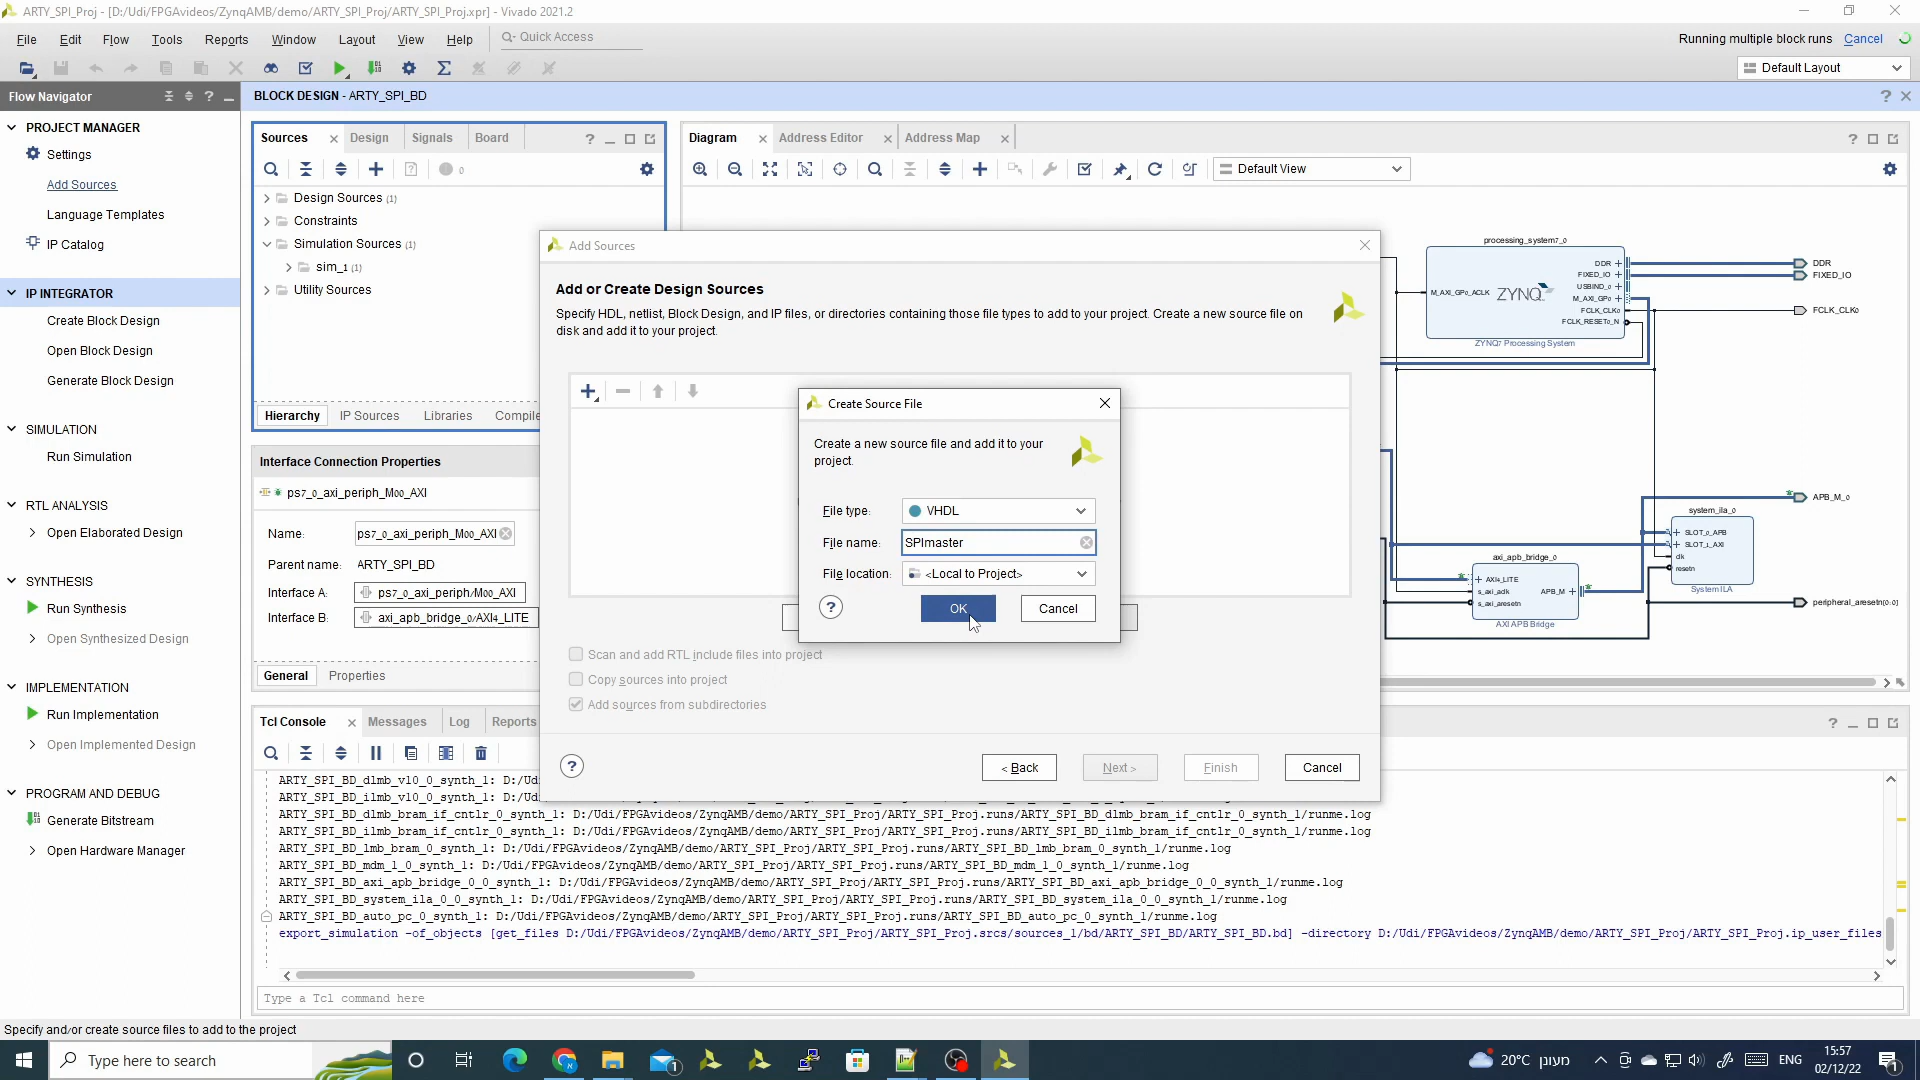 ARTY_SPI_Proj - [D:/Udi/FPGAvideos/ZynqAMB/demo/ARTY_SPI_Proj/ARTY_SPI_Proj.xpr] - Vivado 2021.2
File Edit Flow Tools Reports Window Layout View Help Quick Access
Running multiple block runs Cancel
Default Layout
Flow Navigator
BLOCK DESIGN - ARTY_SPI_BD
PROJECT MANAGER
Settings
Add Sources
Language Templates
IP Catalog
IP INTEGRATOR
Create Block Design
Open Block Design
Generate Block Design
SIMULATION
Run Simulation
RTL ANALYSIS
Open Elaborated Design
SYNTHESIS
Run Synthesis
Open Synthesized Design
IMPLEMENTATION
Run Implementation
Open Implemented Design
PROGRAM AND DEBUG
Generate Bitstream
Open Hardware Manager
Sources Design Signals Board
0
Design Sources (1)
Constraints
Simulation Sources (1)
sim_1 (1)
Utility Sources
Hierarchy IP Sources Libraries Compile
Interface Connection Properties
ps7_0_axi_periph_M00_AXI
Name: ps7_0_axi_periph_M00_AXI
Parent name: ARTY_SPI_BD
Interface A: ps7_0_axi_periph/M00_AXI
Interface B: axi_apb_bridge_0/AXI4_LITE
General Properties
Diagram Address Editor Address Map
Default View
processing_system7_0
DDR
FIXED_IO
USBIND_0
M_AXI_GP0_ACLK
M_AXI_GP0
FCLK_CLK0
FCLK_RESET0_N
ZYNQ
ZYNQ7 Processing System
DDR
FIXED_IO
FCLK_CLK0
APB_M_0
system_ila_0
SLOT_0_APB
SLOT_1_AXI
clk
resetn
System ILA
axi_apb_bridge_0
AXI4_LITE
s_axi_aclk
APB_M
s_axi_aresetn
AXI APB Bridge
peripheral_aresetn[0:0]
Add Sources
Add or Create Design Sources
Specify HDL, netlist, Block Design, and IP files, or directories containing those file types to add to your project. Create a new source file on
disk and add it to your project.
Create Source File
Create a new source file and add it to your
project.
File type: VHDL
File name: SPImaster
File location: <Local to Project>
OK Cancel
Scan and add RTL include files into project
Copy sources into project
Add sources from subdirectories
< Back Next > Finish Cancel
Tcl Console Messages Log Reports
ARTY_SPI_BD_dlmb_v10_0_synth_1: D:/Ud
ARTY_SPI_BD_ilmb_v10_0_synth_1: D:/Ud
ARTY_SPI_BD_dlmb_bram_if_cntlr_0_synth_1: D:/Udi/FPGAvideos/ZynqAMB/demo/ARTY_SPI_Proj/ARTY_SPI_Proj.runs/ARTY_SPI_BD_dlmb_bram_if_cntlr_0_synth_1/runme.log
ARTY_SPI_BD_ilmb_bram_if_cntlr_0_synth_1: D:/Udi/FPGAvideos/ZynqAMB/demo/ARTY_SPI_Proj/ARTY_SPI_Proj.runs/ARTY_SPI_BD_ilmb_bram_if_cntlr_0_synth_1/runme.log
ARTY_SPI_BD_lmb_bram_0_synth_1: D:/Udi/FPGAvideos/ZynqAMB/demo/ARTY_SPI_Proj/ARTY_SPI_Proj.runs/ARTY_SPI_BD_lmb_bram_0_synth_1/runme.log
ARTY_SPI_BD_mdm_1_0_synth_1: D:/Udi/FPGAvideos/ZynqAMB/demo/ARTY_SPI_Proj/ARTY_SPI_Proj.runs/ARTY_SPI_BD_mdm_1_0_synth_1/runme.log
ARTY_SPI_BD_axi_apb_bridge_0_0_synth_1: D:/Udi/FPGAvideos/ZynqAMB/demo/ARTY_SPI_Proj/ARTY_SPI_Proj.runs/ARTY_SPI_BD_axi_apb_bridge_0_0_synth_1/runme.log
ARTY_SPI_BD_system_ila_0_0_synth_1: D:/Udi/FPGAvideos/ZynqAMB/demo/ARTY_SPI_Proj/ARTY_SPI_Proj.runs/ARTY_SPI_BD_system_ila_0_0_synth_1/runme.log
ARTY_SPI_BD_auto_pc_0_synth_1: D:/Udi/FPGAvideos/ZynqAMB/demo/ARTY_SPI_Proj/ARTY_SPI_Proj.runs/ARTY_SPI_BD_auto_pc_0_synth_1/runme.log
export_simulation -of_objects [get_files D:/Udi/FPGAvideos/ZynqAMB/demo/ARTY_SPI_Proj/ARTY_SPI_Proj.srcs/sources_1/bd/ARTY_SPI_BD/ARTY_SPI_BD.bd] -directory D:/Udi/FPGAvideos/ZynqAMB/demo/ARTY_SPI_Proj/ARTY_SPI_Proj.ip_user_files
Type a Tcl command here
Specify and/or create source files to add to the project
Type here to search
20°C מעונן
ENG
15:57
02/12/22